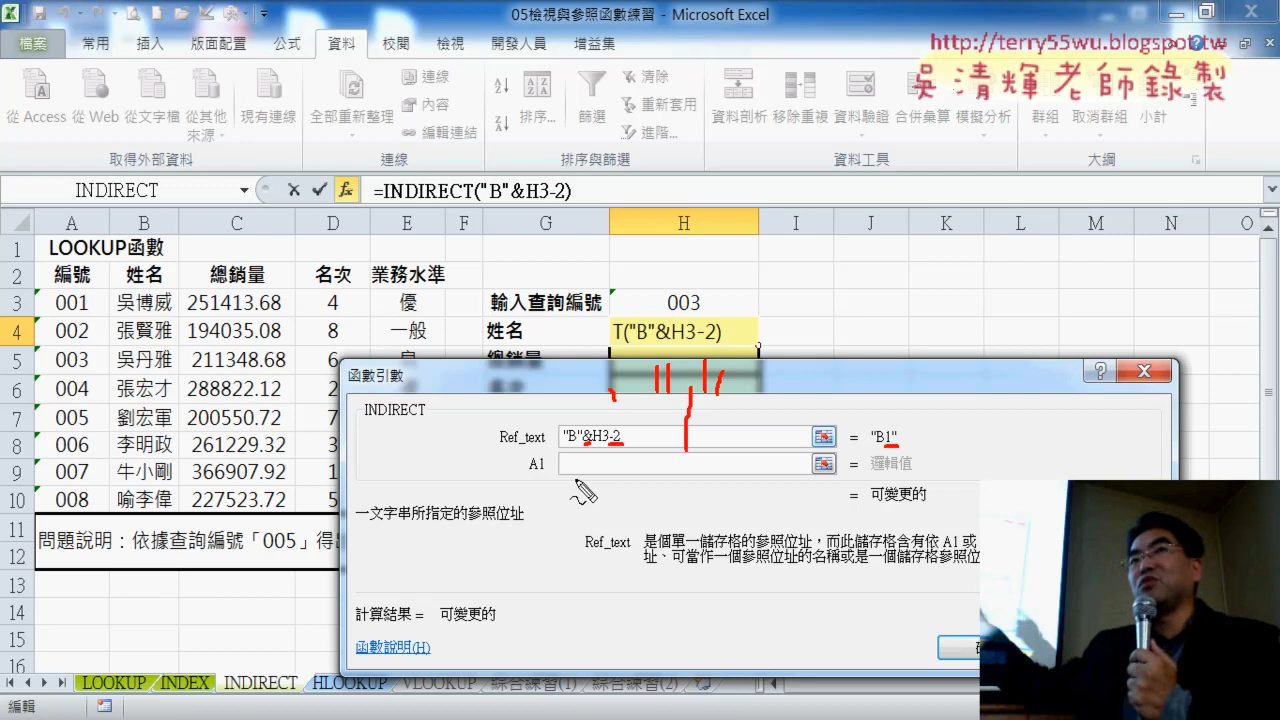 05檢視與參照函數練習 - Microsoft Excel
http://terry55wu.blogspot.tw
吳清輝老師錄製
檔案 常用 插入 版面配置 公式 資料 校閱 檢視 開發人員 增益集
從 Access 從 Web 從文字檔 從其他來源 現有連線 全部重新整理 連線 內容 編輯連結 排序... 篩選 清除 重新套用 進階... 資料剖析 移除重複 資料驗證 合併彙算 模擬分析 群組 取消群組 小計
取得外部資料 連線 排序與篩選 資料工具 大綱
INDIRECT =INDIRECT("B"&H3-2)
A B C D E F G H I J K L M N O
1 LOOKUP函數
2 編號 姓名 總銷量 名次 業務水準
3 001 吳博威 251413.68 4 優 輸入查詢編號 003
4 002 張賢雅 194035.08 8 一般 姓名 T("B"&H3-2)
5 003 吳丹雅 211348.68 6 良 總銷量
6 004 張宏才 288822.12 2
7 005 劉宏軍 200550.72 7
8 006 李明政 261229.32 3
9 007 牛小剛 366907.92 1
10 008 喻李偉 227523.72 5
11 問題說明：依據查詢編號「005」得
12
13
14
15
16
函數引數
INDIRECT
Ref_text "B"&H3-2 = "B1"
A1 = 邏輯值
= 可變更的
一文字串所指定的參照位址
Ref_text 是個單一儲存格的參照位址，而此儲存格含有依 A1 或
址、可當作一個參照位址的名稱或是一個儲存格參照位
計算結果 = 可變更的
函數說明(H)
LOOKUP INDEX INDIRECT HLOOKUP VLOOKUP 綜合練習(1) 綜合練習(2)
編輯